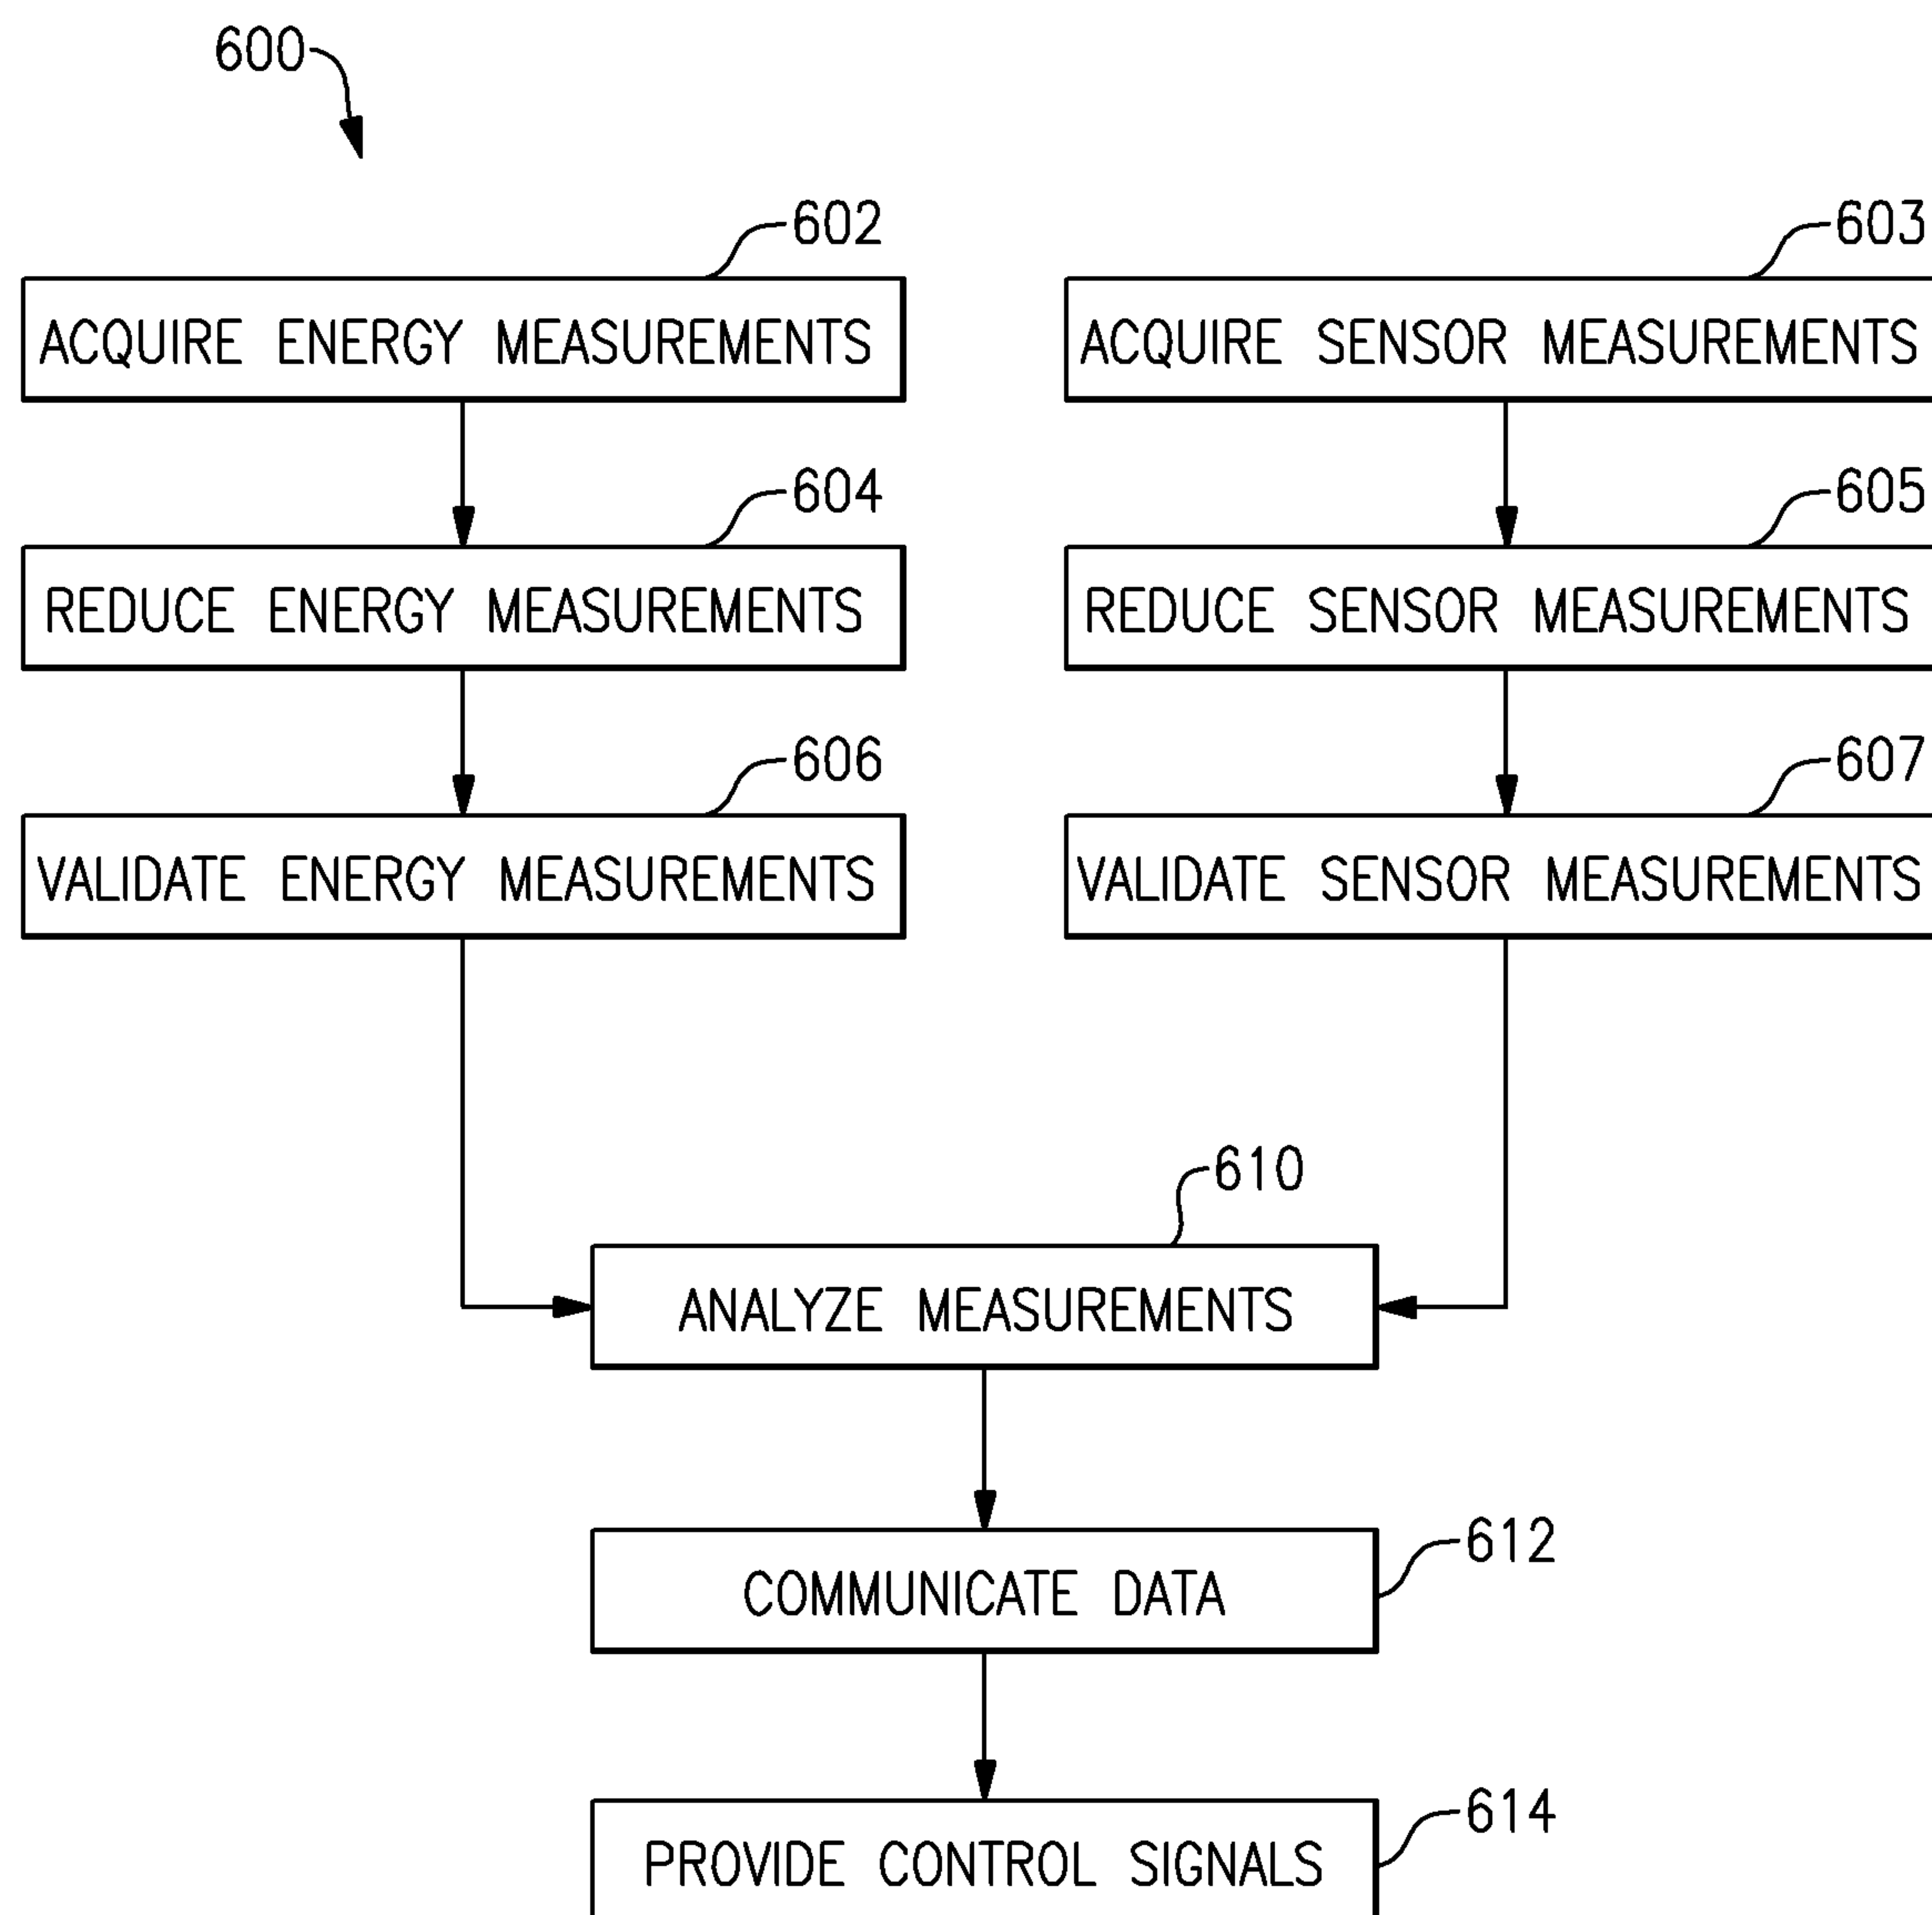 600
602
603
ACQUIRE ENERGY MEASUREMENTS
ACQUIRE SENSOR MEASUREMENTS
604
605
REDUCE ENERGY MEASUREMENTS
REDUCE SENSOR MEASUREMENTS
606
607
VALIDATE ENERGY MEASUREMENTS
VALIDATE SENSOR MEASUREMENTS
610
ANALYZE MEASUREMENTS
612
COMMUNICATE DATA
614
PROVIDE CONTROL SIGNALS